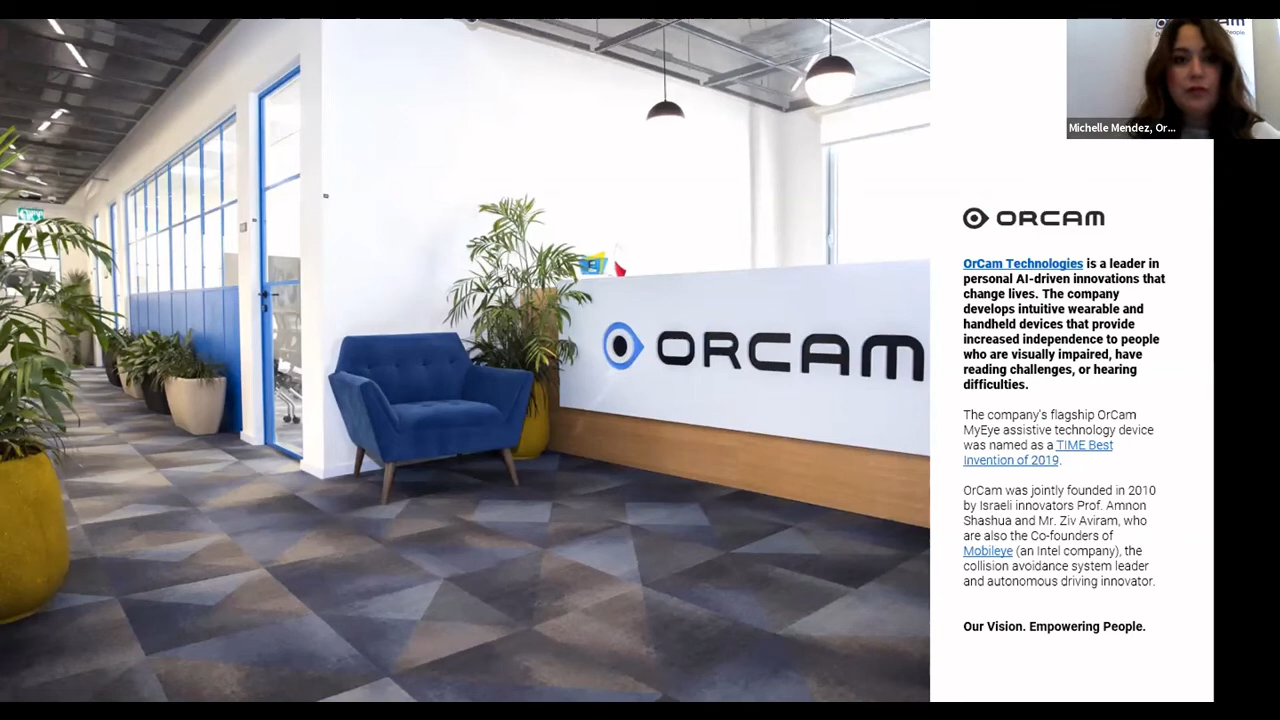 Michelle Mendez, Or...
ORCAM
ORCAM
OrCam Technologies is a leader in
personal AI-driven innovations that
change lives. The company
develops intuitive wearable and
handheld devices that provide
increased independence to people
who are visually impaired, have
reading challenges, or hearing
difficulties.
The company's flagship OrCam
MyEye assistive technology device
was named as a TIME Best
Invention of 2019.
OrCam was jointly founded in 2010
by Israeli innovators Prof. Amnon
Shashua and Mr. Ziv Aviram, who
are also the Co-founders of
Mobileye (an Intel company), the
collision avoidance system leader
and autonomous driving innovator.
Our Vision. Empowering People.